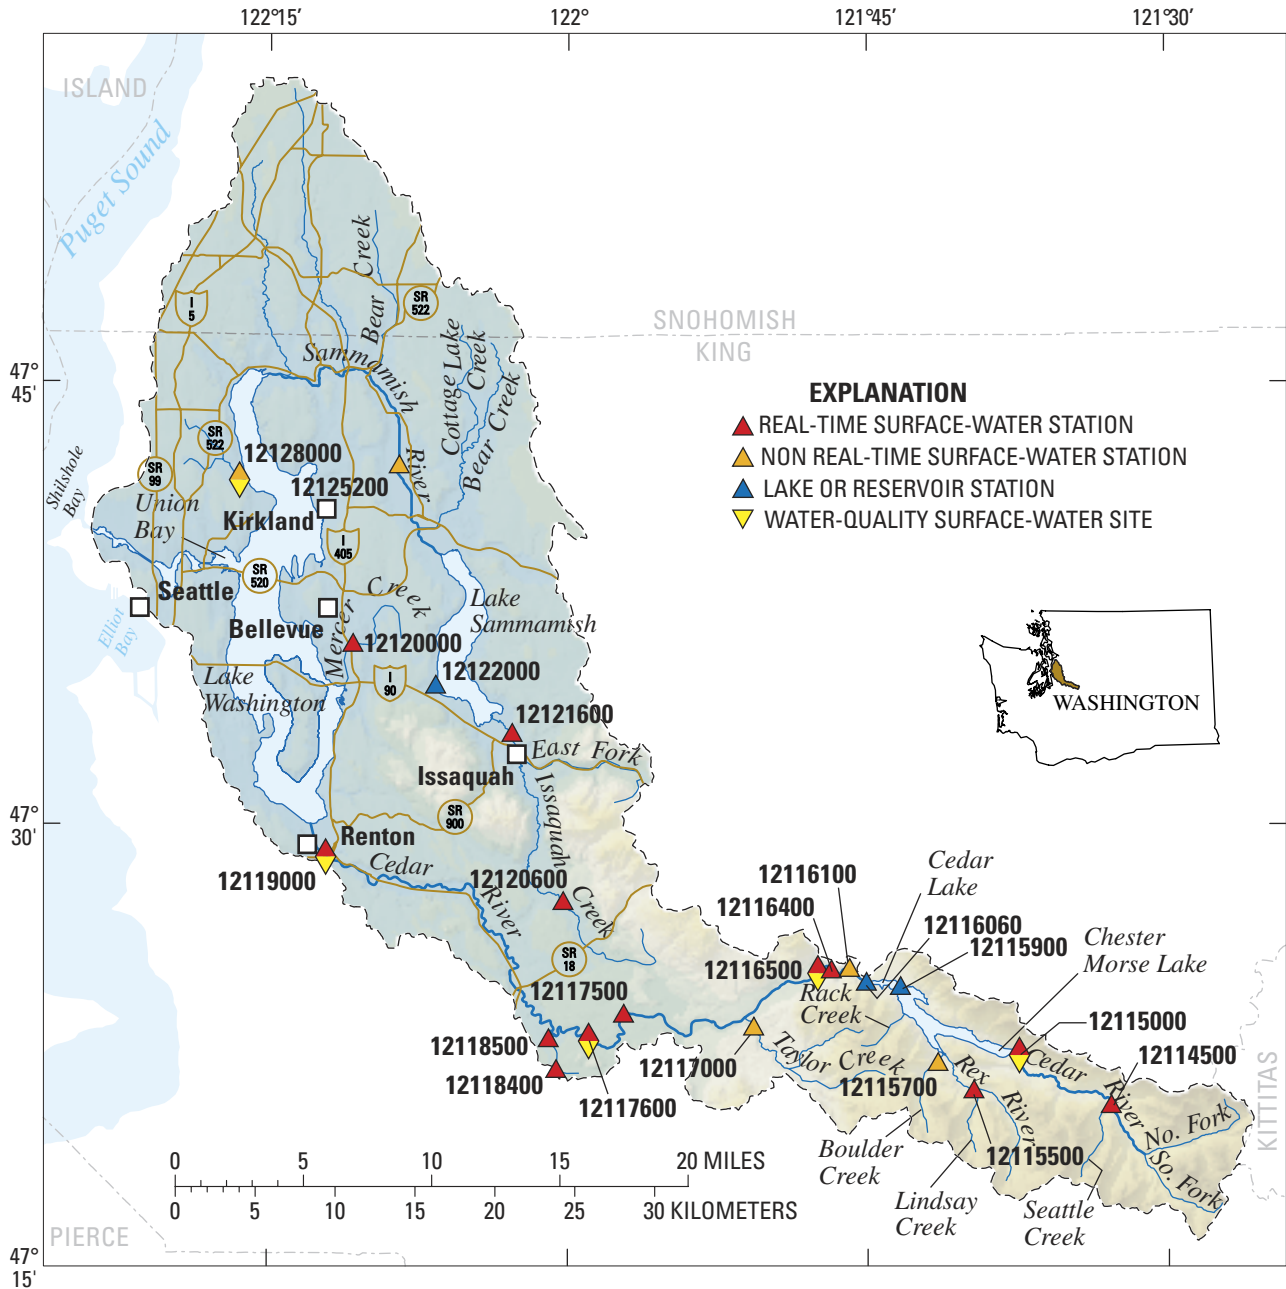 122°15'
122°
121°45'
121°30'
ISLAND
Puget Sound
Creek
Bear
SR
522
I
5
SNOHOMISH
KING
Sammamish
River
Cottage Lake
Creek
Bear Creek
47°
45'
EXPLANATION
REAL-TIME SURFACE-WATER STATION
NON REAL-TIME SURFACE-WATER STATION
LAKE OR RESERVOIR STATION
WATER-QUALITY SURFACE-WATER SITE
SR
522
12128000
SR
99
Shilshole
Bay
12125200
Union
Bay
Kirkland
I
405
SR
520
Seattle
Creek
Lake
Sammamish
Elliot
Bay
Bellevue
Mercer
12120000
12122000
Lake
Washington
I
90
WASHINGTON
12121600
East Fork
Issaquah
Issaquah
Creek
SR
900
47°
30'
Renton
Cedar
River
12119000
12120600
Cedar
Lake
12116100
12116400
12116060
12115900
Chester
Morse Lake
SR
18
12116500
12117500
Rack
Creek
12115000
12114500
12118500
12117000
Taylor Creek
12115700
Rex
River
Cedar
River
12118400
12117600
No. Fork
So. Fork
KITTITAS
Boulder
Creek
12115500
Lindsay
Creek
Seattle
Creek
0 5 10 15 20 MILES
0 5 10 15 20 25 30 KILOMETERS
PIERCE
47°
15'